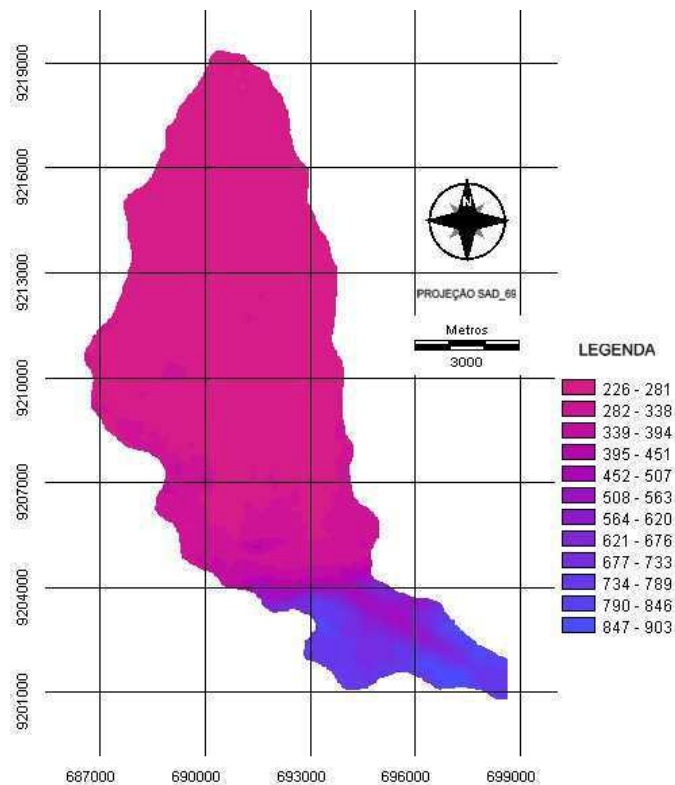 9219000
9216000
9213000
9210000
9207000
9204000
9201000
N
PROJEÇÃO SAD_69
Metros
3000
LEGENDA
226 - 281
282 - 338
339 - 394
395 - 451
452 - 507
508 - 563
564 - 620
621 - 676
677 - 733
734 - 789
790 - 846
847 - 903
687000
690000
693000
696000
699000